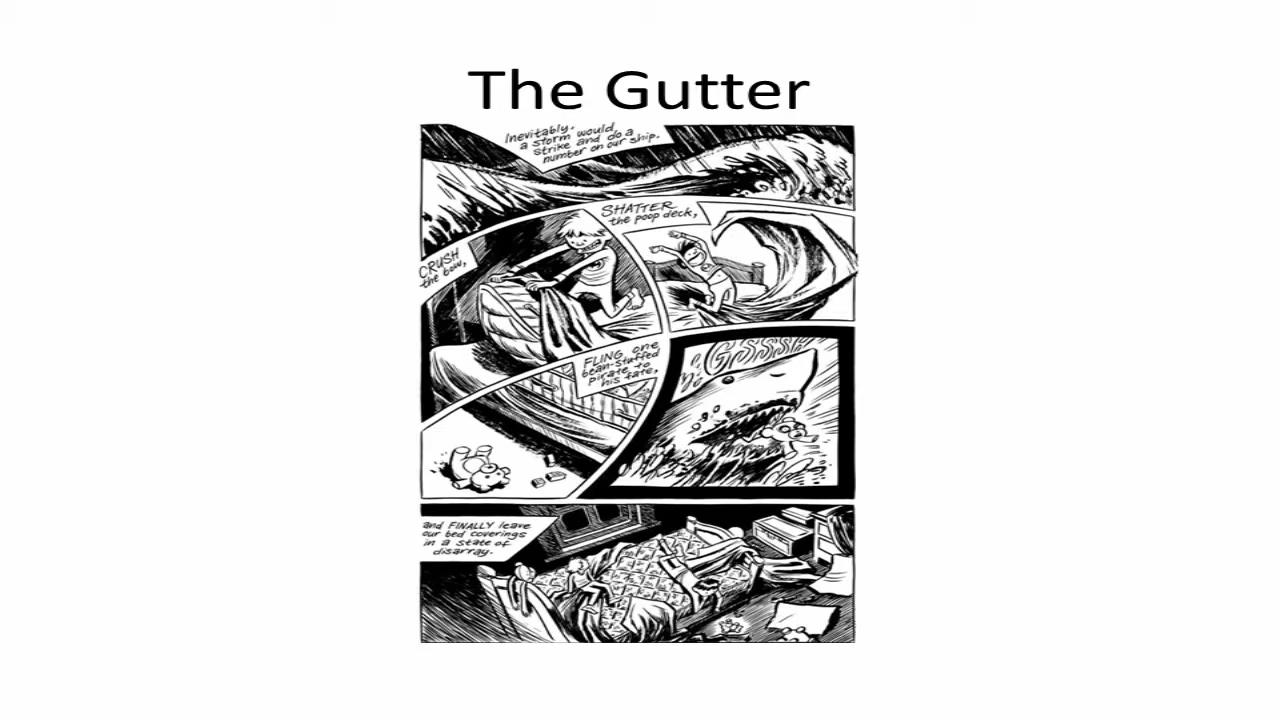 The Gutter
Inevitably,
a storm would
strike and do a
number on our ship.
CRUSH
the bow,
SHATTER
the poop deck,
FLING one
bean-stuffed
pirate to
his fate,
and FINALLY leave
our bed coverings
in a state of
disarray.